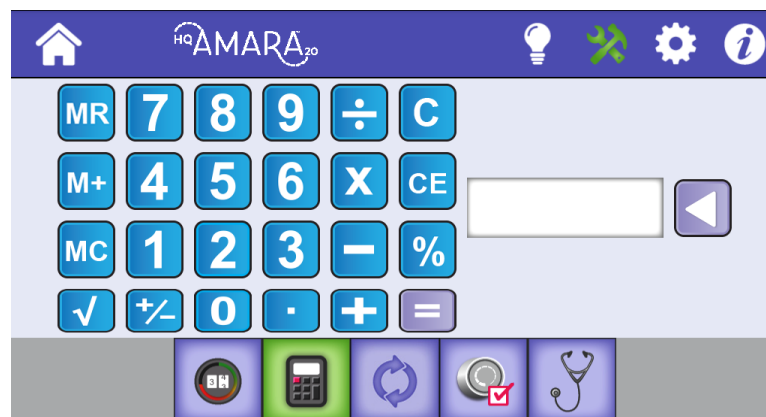 HQ AMARA 20
MR 7 8 9 ÷ C
M+ 4 5 6 X CE
MC 1 2 3 − %
√ +/− 0 . + =